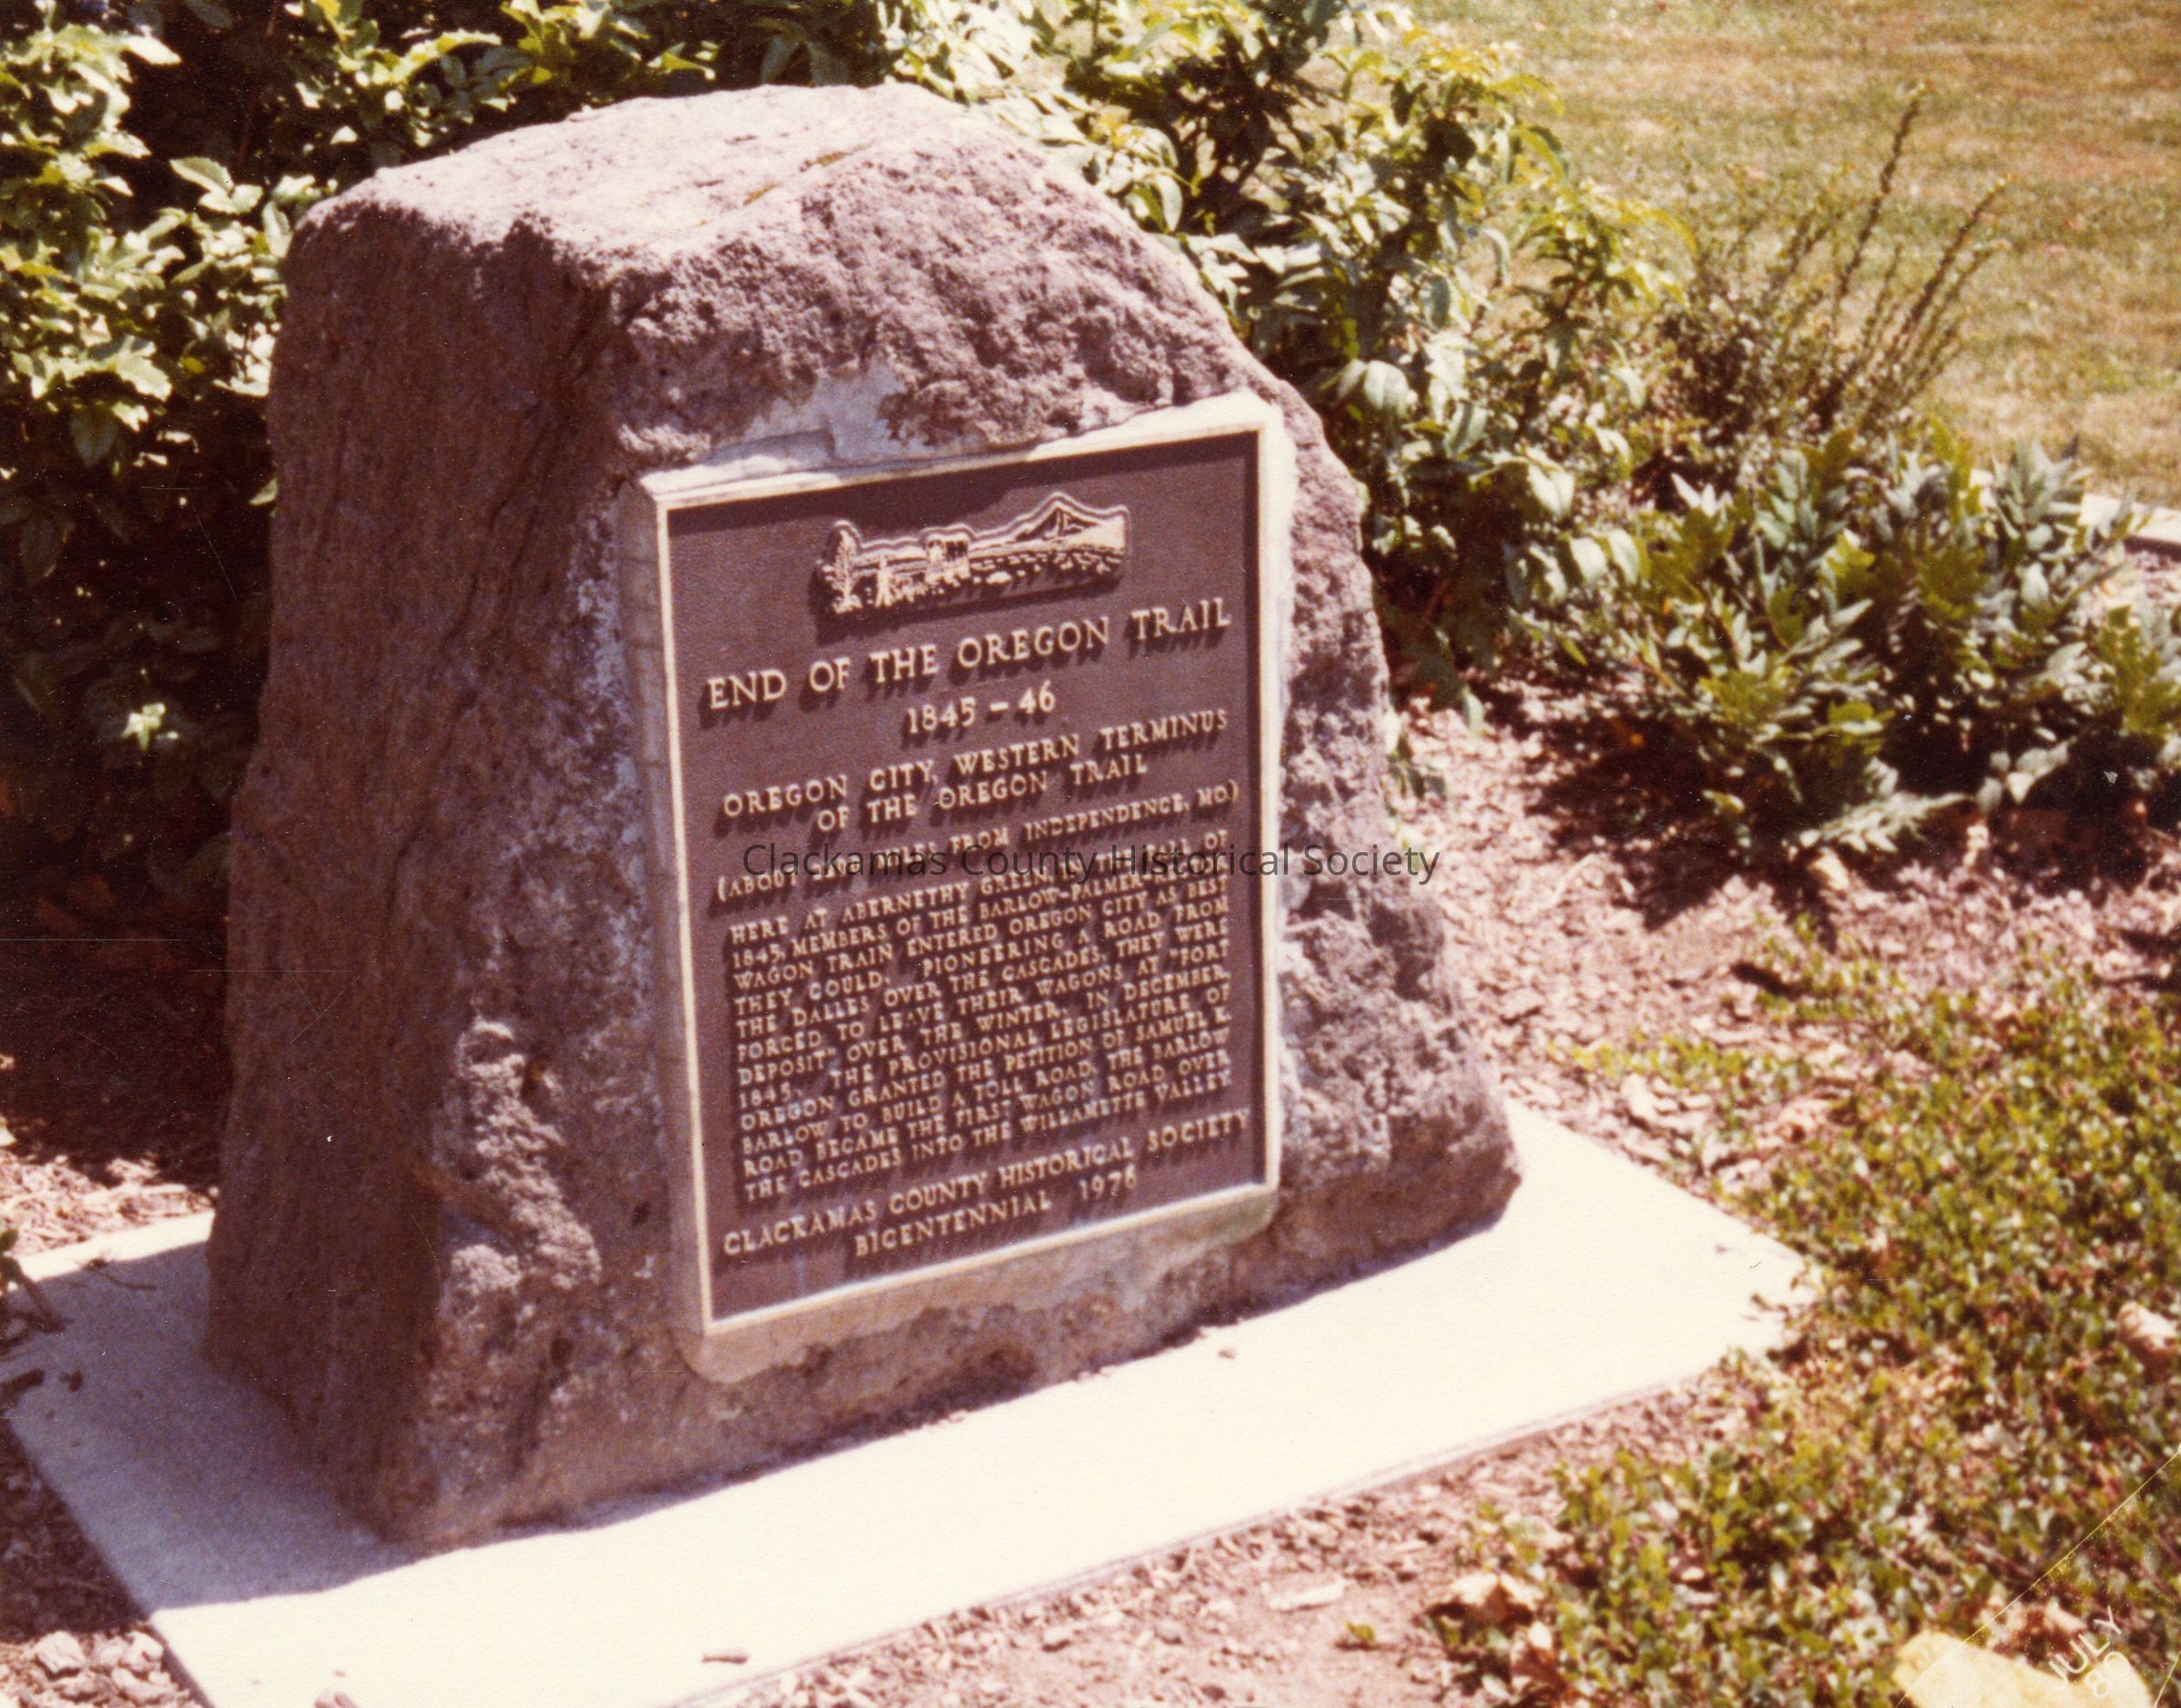 END OF THE OREGON TRAIL
1845 – 46
OREGON CITY, WESTERN TERMINUS
OF THE OREGON TRAIL
(ABOUT MILES FROM INDEPENDENCE, MO.)
Clackamas County Historical Society
HERE AT ABERNETHY GREEN FALL OF
1845, MEMBERS OF THE BARLOW-PALMER
WAGON TRAIN ENTERED OREGON CITY AS BEST
THEY COULD. PIONEERING A ROAD FROM
THE DALLES OVER THE CASCADES, THEY WERE
FORCED TO LEAVE THEIR WAGONS AT "FORT
DEPOSIT" OVER THE WINTER. IN DECEMBER,
1845, THE PROVISIONAL LEGISLATURE OF
OREGON GRANTED THE PETITION OF SAMUEL K.
BARLOW TO BUILD A TOLL ROAD. THE BARLOW
ROAD BECAME THE FIRST WAGON ROAD OVER
THE CASCADES INTO THE WILLAMETTE VALLEY.
CLACKAMAS COUNTY HISTORICAL SOCIETY
BICENTENNIAL 1976
JULY